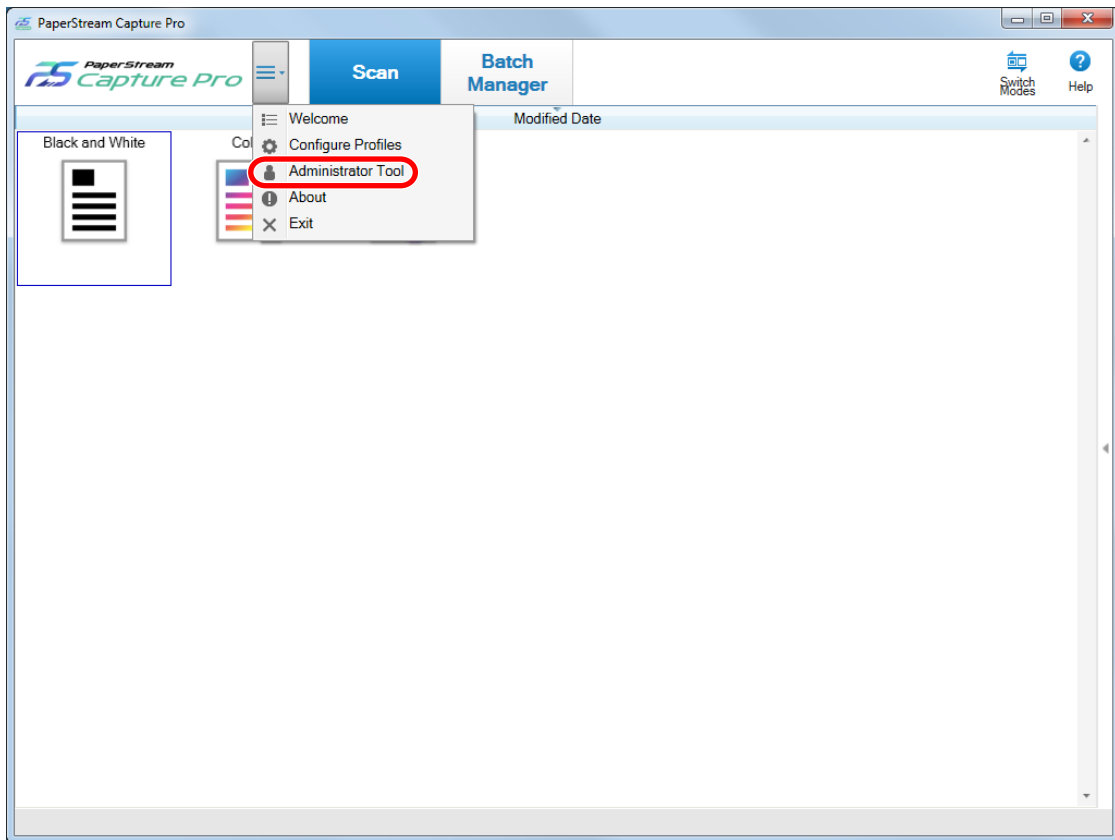 PaperStream Capture Pro
PaperStream
Capture Pro
Scan
Batch
Manager
Switch
Modes
Help
Modified Date
Welcome
Configure Profiles
Administrator Tool
About
Exit
Black and White
Col